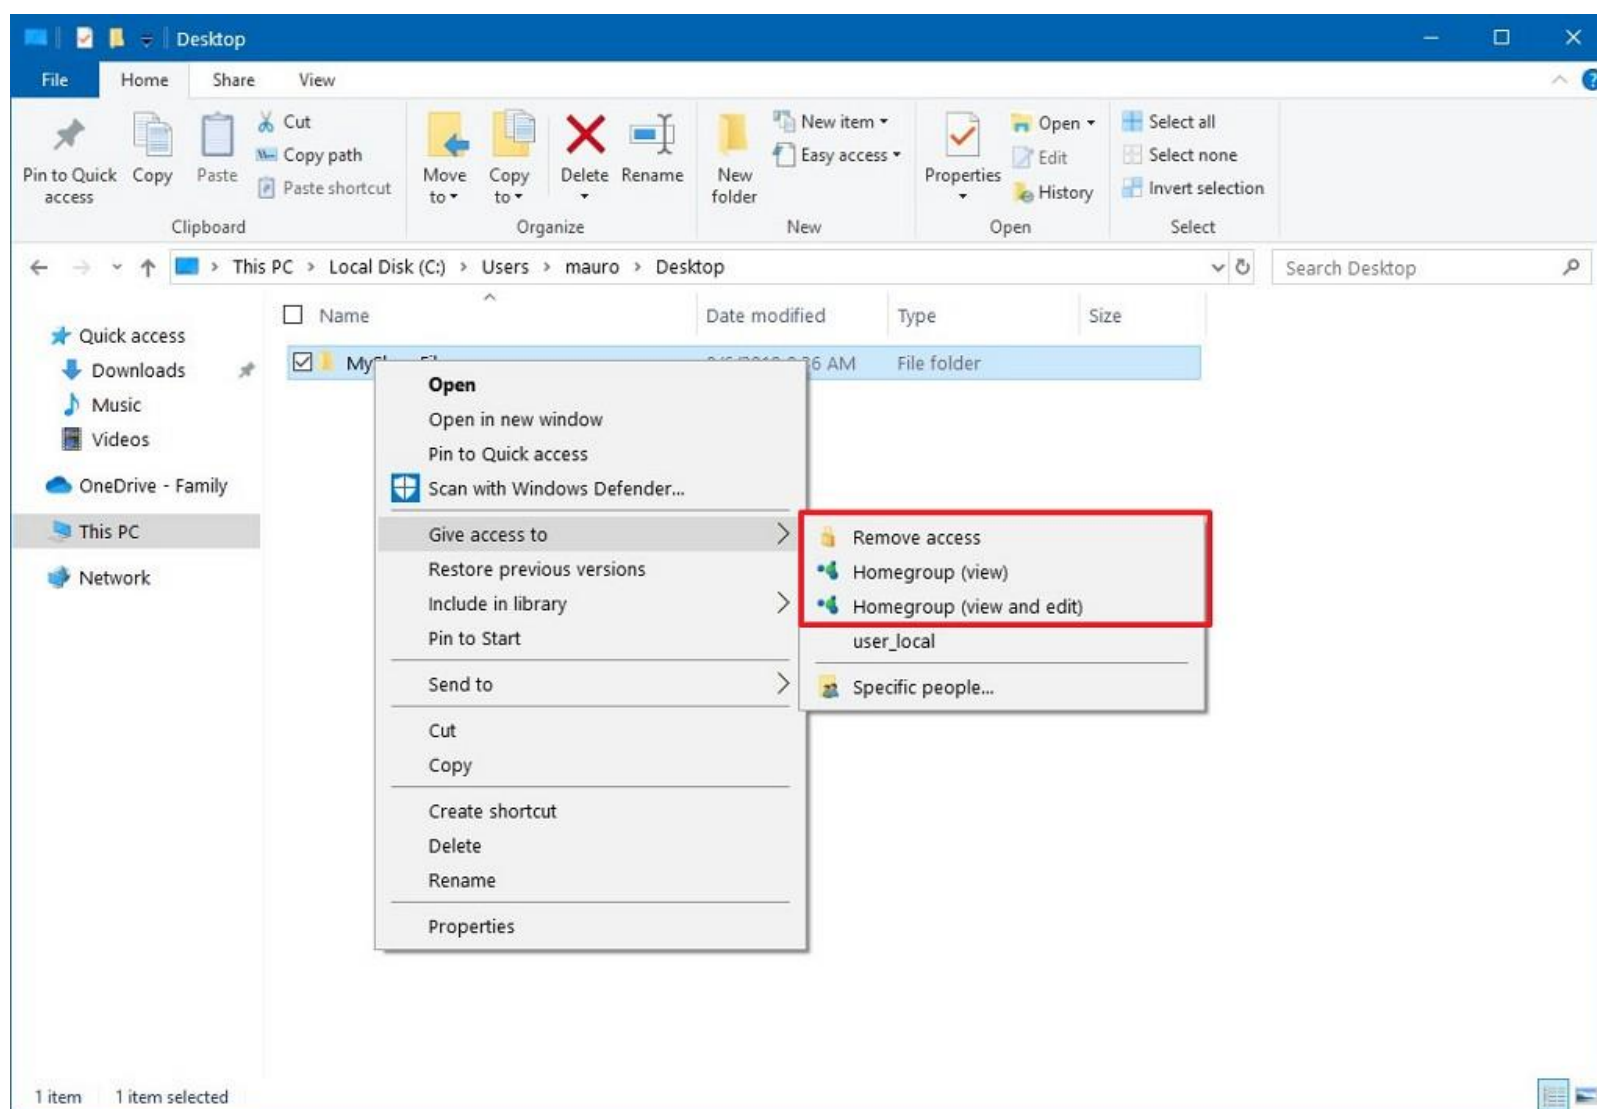 Desktop
File Home Share View
Pin to Quick access
Copy
Paste
Cut
Copy path
Paste shortcut
Clipboard
Move to
Copy to
Delete
Rename
Organize
New folder
New item
Easy access
New
Properties
Open
Edit
History
Open
Select all
Select none
Invert selection
Select
This PC > Local Disk (C:) > Users > mauro > Desktop
Search Desktop
Quick access
Downloads
Music
Videos
OneDrive - Family
This PC
Network
Name Date modified Type Size
6 AM File folder
Open
Open in new window
Pin to Quick access
Scan with Windows Defender...
Give access to
Restore previous versions
Include in library
Pin to Start
Send to
Cut
Copy
Create shortcut
Delete
Rename
Properties
Remove access
Homegroup (view)
Homegroup (view and edit)
user_local
Specific people...
1 item 1 item selected